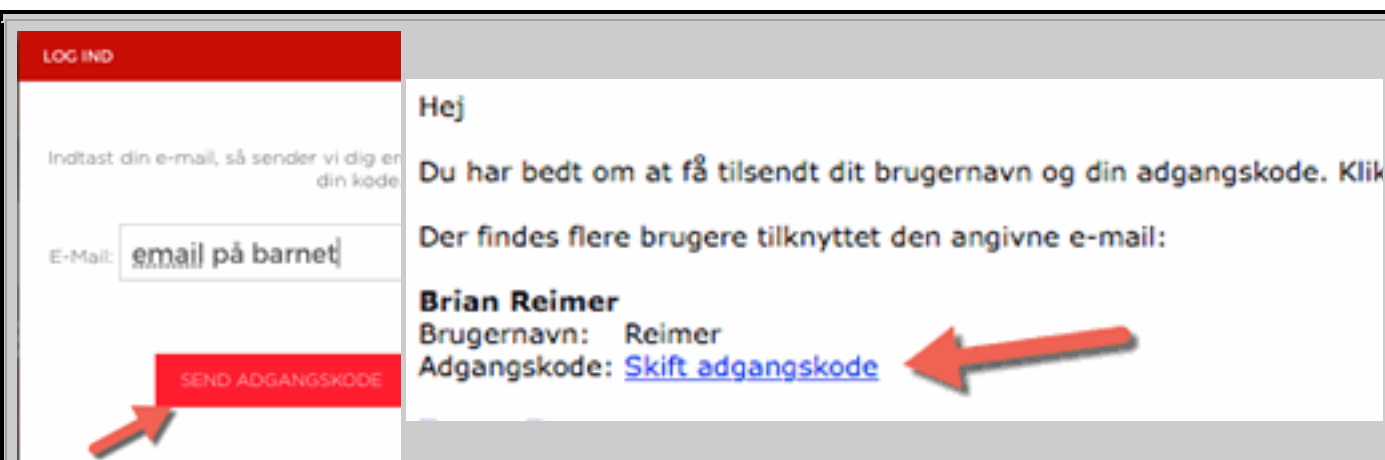 LOG IND
Indtast din e-mail, så sender vi dig en
din kode
E-Mail: email på barnet
SEND ADGANGSKODE
Hej
Du har bedt om at få tilsendt dit brugernavn og din adgangskode. Klik
Der findes flere brugere tilknyttet den angivne e-mail:
Brian Reimer
Brugernavn: Reimer
Adgangskode: Skift adgangskode